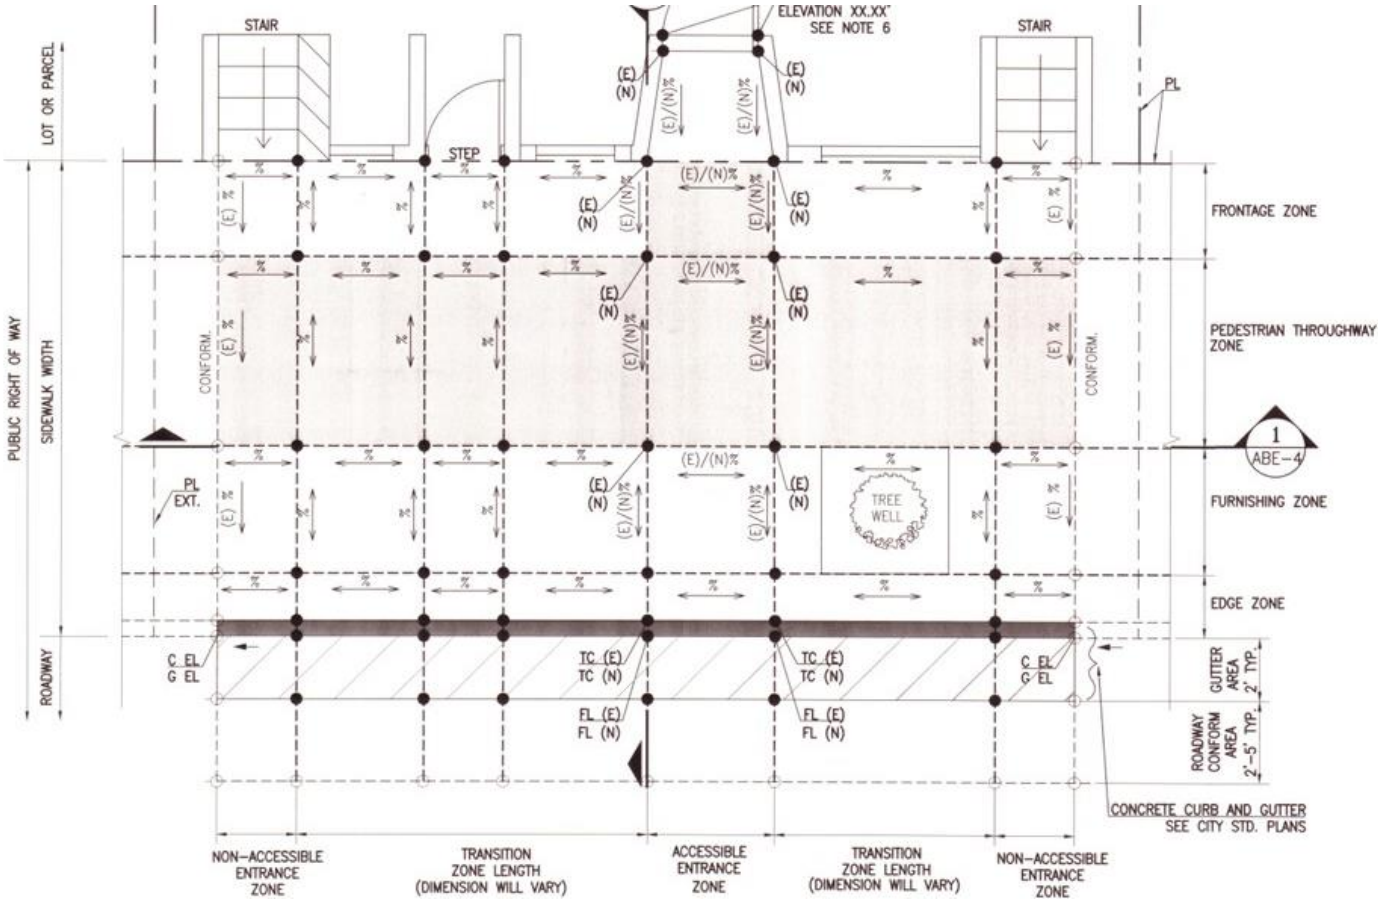 ELEVATION XX.XX'
SEE NOTE 6
STAIR
STAIR
LOT OR PARCEL
(E)
(N)
(E)
(N)
(E)/(N)%
(E)/(N)%
PL
STEP
%
%
%
%
(E)/(N)%
%
%
(E) %
%
%
%
(E)/(N)%
(E)/(N)%
%
(E) %
(E)
(N)
(E)
(N)
FRONTAGE ZONE
%
%
%
%
(E)/(N)%
%
%
(E)
(N)
(E)
(N)
PUBLIC RIGHT OF WAY
SIDEWALK WIDTH
CONFORM.
(E) %
%
%
%
(E)/(N)%
(E)/(N)%
%
(E) %
CONFORM.
PEDESTRIAN THROUGHWAY
ZONE
1
ABE-4
%
%
%
%
(E)/(N)%
%
%
(E)
(N)
(E)
(N)
PL
EXT.
(E) %
%
%
%
(E)/(N)%
(E)/(N)%
TREE
WELL
%
(E) %
FURNISHING ZONE
%
%
%
%
%
%
%
EDGE ZONE
ROADWAY
C EL
G EL
TC (E)
TC (N)
TC (E)
TC (N)
C EL
G EL
GUTTER
AREA
2' TYP.
FL (E)
FL (N)
FL (E)
FL (N)
ROADWAY
CONFORM
AREA
2'-5' TYP.
CONCRETE CURB AND GUTTER
SEE CITY STD. PLANS
NON-ACCESSIBLE
ENTRANCE
ZONE
TRANSITION
ZONE LENGTH
(DIMENSION WILL VARY)
ACCESSIBLE
ENTRANCE
ZONE
TRANSITION
ZONE LENGTH
(DIMENSION WILL VARY)
NON-ACCESSIBLE
ENTRANCE
ZONE